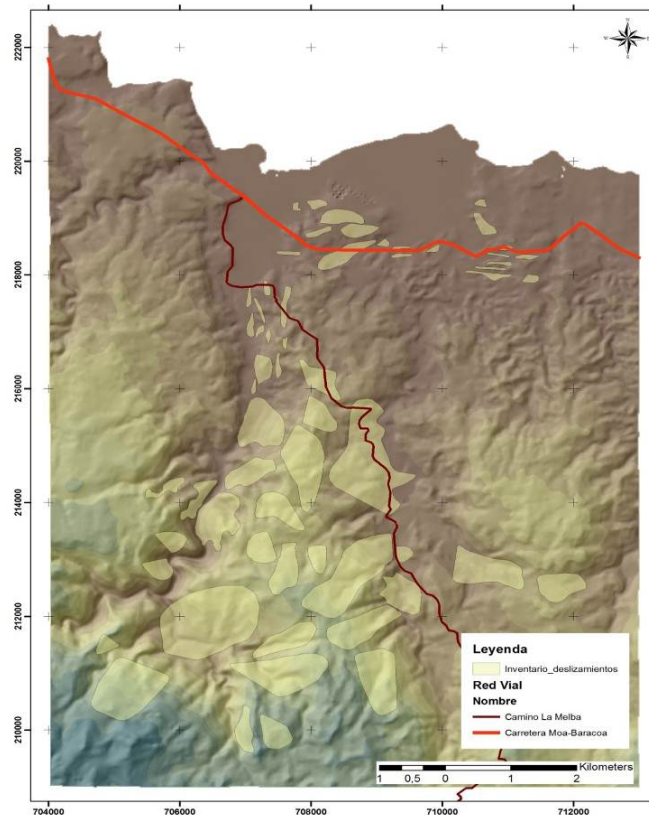 222000
220000
218000
216000
214000
212000
210000
N
W E
S
Leyenda
Inventario_deslizamientos
Red Vial
Nombre
Camino La Melba
Carretera Moa-Baracoa
Kilometers
1 0,5 0 1 2
704000 706000 708000 710000 712000